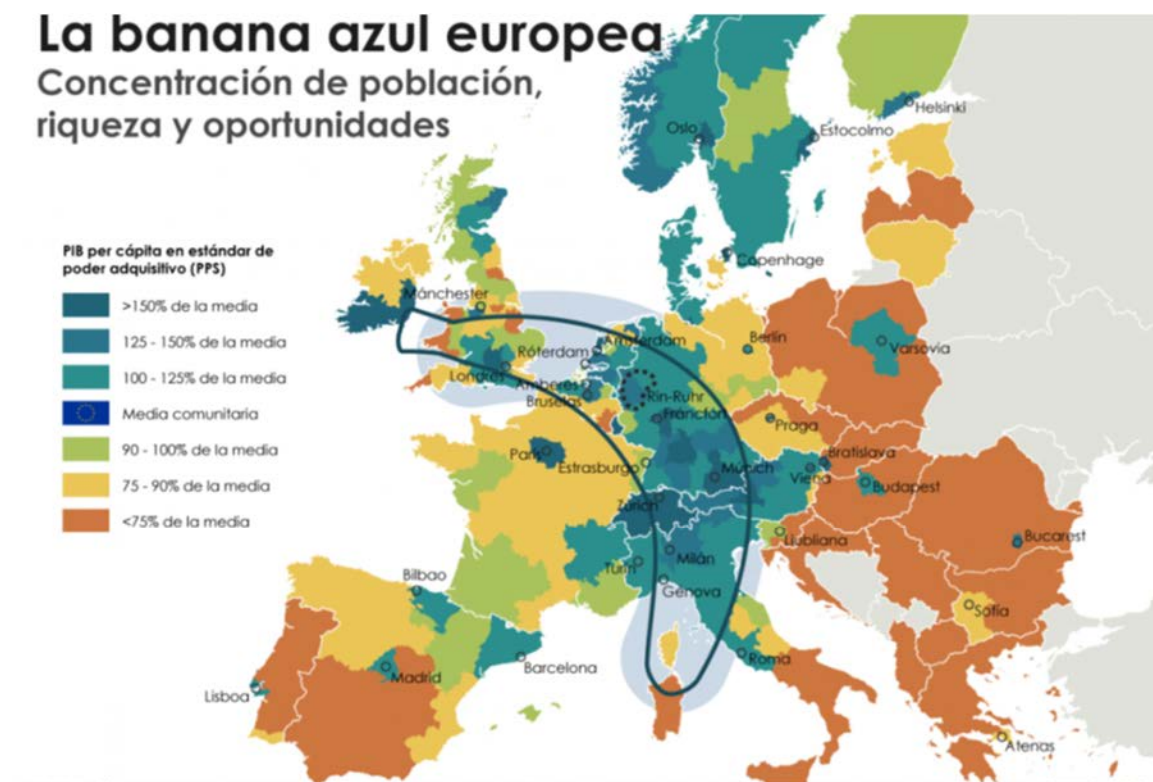 La banana azul europea
Concentración de población,
riqueza y oportunidades
PIB per cápita en estándar de
poder adquisitivo (PPS)
>150% de la media
125 - 150% de la media
100 - 125% de la media
Media comunitaria
90 - 100% de la media
75 - 90% de la media
<75% de la media
Helsinki
Oslo
Estocolmo
Copenhage
Mánchester
Róterdam
Ámsterdam
Berlín
Varsovia
Londres
Amberes
Bruselas
Rin-Ruhr
Fráncfort
Praga
París
Estrasburgo
Múnich
Viena
Bratislava
Budapest
Zúrich
Liubliana
Bucarest
Turín
Milán
Genova
Bilbao
Sofía
Roma
Barcelona
Madrid
Lisboa
Atenas